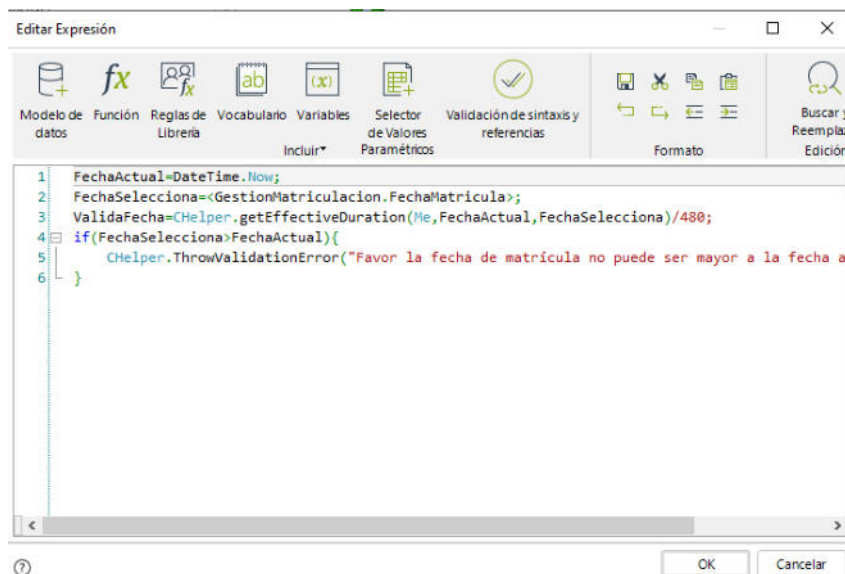 Editar Expresión
Modelo de datos
Función
Reglas de Librería
Vocabulario
Variables
Selector de Valores Paramétricos
Validación de sintaxis y referencias
Buscar y
Reemplaz
Incluir
Formato
Edición
1 FechaActual=DateTime.Now;
2 FechaSelecciona=<GestionMatriculacion.FechaMatricula>;
3 ValidaFecha=CHelper.getEffectiveDuration(Me,FechaActual,FechaSelecciona)/480;
4 if(FechaSelecciona>FechaActual){
5 CHelper.ThrowValidationError("Favor la fecha de matrícula no puede ser mayor a la fecha a
6 }
OK
Cancelar